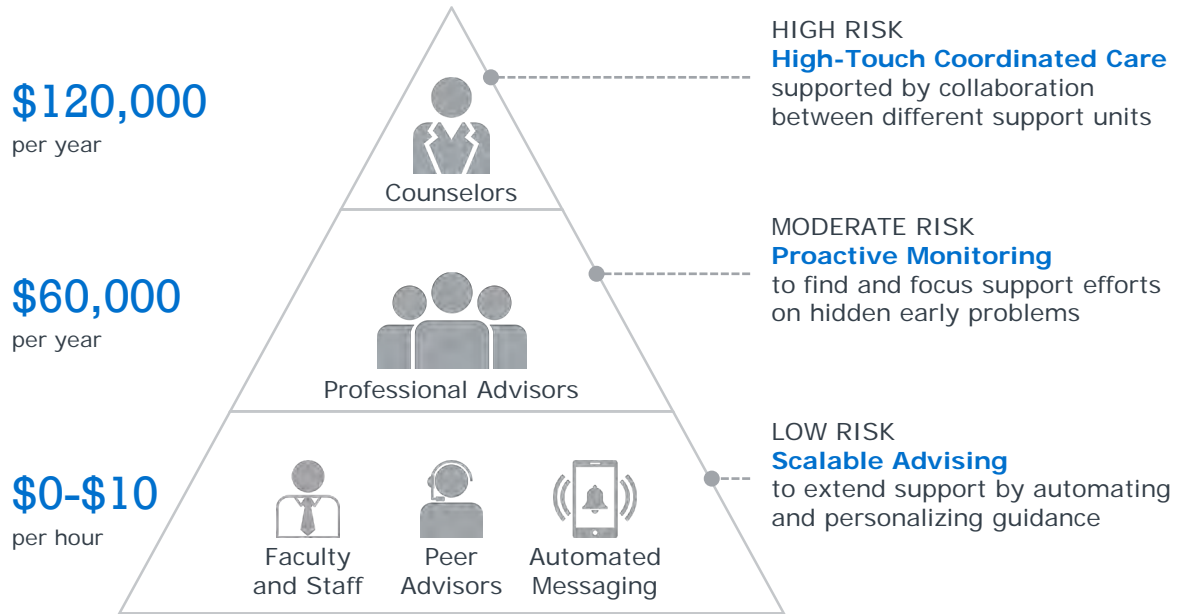 $120,000
per year
HIGH RISK
High-Touch Coordinated Care
supported by collaboration
between different support units
Counselors
$60,000
per year
MODERATE RISK
Proactive Monitoring
to find and focus support efforts
on hidden early problems
Professional Advisors
$0-$10
per hour
LOW RISK
Scalable Advising
to extend support by automating
and personalizing guidance
Faculty
and Staff
Peer
Advisors
Automated
Messaging